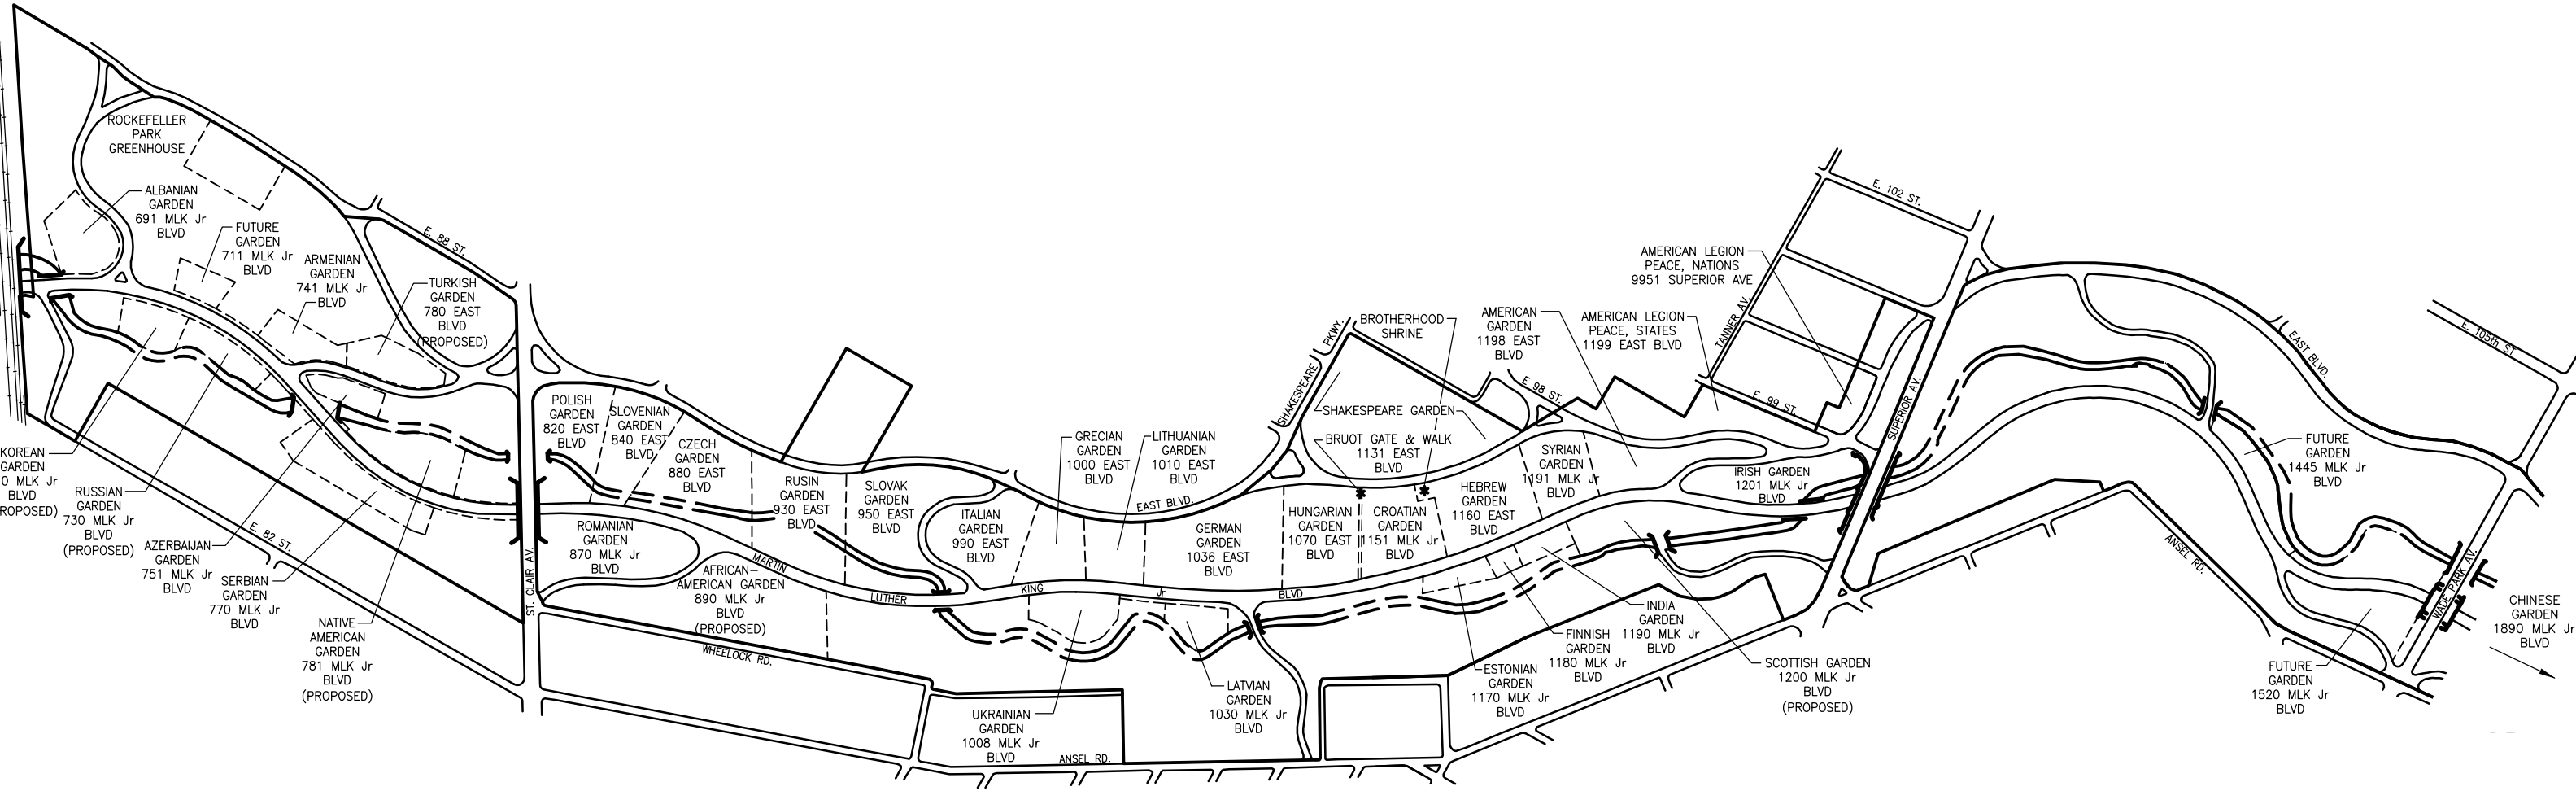 ROCKEFELLER
PARK
GREENHOUSE
ALBANIAN
GARDEN
691 MLK Jr
BLVD
FUTURE
GARDEN
711 MLK Jr
BLVD
ARMENIAN
GARDEN
741 MLK Jr
BLVD
TURKISH
GARDEN
780 EAST
BLVD
(PROPOSED)
E. 88 ST.
KOREAN
GARDEN
0 MLK Jr
BLVD
ROPOSED)
RUSSIAN
GARDEN
730 MLK Jr
BLVD
(PROPOSED)
AZERBAIJAN
GARDEN
751 MLK Jr
BLVD
SERBIAN
GARDEN
770 MLK Jr
BLVD
NATIVE
AMERICAN
GARDEN
781 MLK Jr
BLVD
(PROPOSED)
E. 82 ST.
ST. CLAIR AV.
POLISH
GARDEN
820 EAST
BLVD
SLOVENIAN
GARDEN
840 EAST
BLVD
CZECH
GARDEN
880 EAST
BLVD
RUSIN
GARDEN
930 EAST
BLVD
SLOVAK
GARDEN
950 EAST
BLVD
ROMANIAN
GARDEN
870 MLK Jr
BLVD
AFRICAN-
AMERICAN GARDEN
890 MLK Jr
BLVD
(PROPOSED)
WHEELOCK RD.
MARTIN
LUTHER
KING
Jr
BLVD
ITALIAN
GARDEN
990 EAST
BLVD
GRECIAN
GARDEN
1000 EAST
BLVD
LITHUANIAN
GARDEN
1010 EAST
BLVD
EAST BLVD.
GERMAN
GARDEN
1036 EAST
BLVD
UKRAINIAN
GARDEN
1008 MLK Jr
BLVD
LATVIAN
GARDEN
1030 MLK Jr
BLVD
ANSEL RD.
SHAKESPEARE
PKWY.
BROTHERHOOD
SHRINE
SHAKESPEARE GARDEN
BRUOT GATE & WALK
1131 EAST
BLVD
HUNGARIAN
GARDEN
1070 EAST
BLVD
CROATIAN
GARDEN
1151 MLK Jr
BLVD
HEBREW
GARDEN
1160 EAST
BLVD
SYRIAN
GARDEN
1191 MLK Jr
BLVD
AMERICAN
GARDEN
1198 EAST
BLVD
E. 98 ST.
AMERICAN LEGION
PEACE, STATES
1199 EAST BLVD
AMERICAN LEGION
PEACE, NATIONS
9951 SUPERIOR AVE
TANNER AV.
E. 102 ST.
E. 99 ST.
SUPERIOR AV.
IRISH GARDEN
1201 MLK Jr
BLVD
ESTONIAN
GARDEN
1170 MLK Jr
BLVD
FINNISH
GARDEN
1180 MLK Jr
BLVD
INDIA
GARDEN
1190 MLK Jr
BLVD
SCOTTISH GARDEN
1200 MLK Jr
BLVD
(PROPOSED)
ANSEL RD.
EAST BLVD.
E. 105th ST
FUTURE
GARDEN
1445 MLK Jr
BLVD
WADE PARK AV.
FUTURE
GARDEN
1520 MLK Jr
BLVD
CHINESE
GARDEN
1890 MLK Jr
BLVD